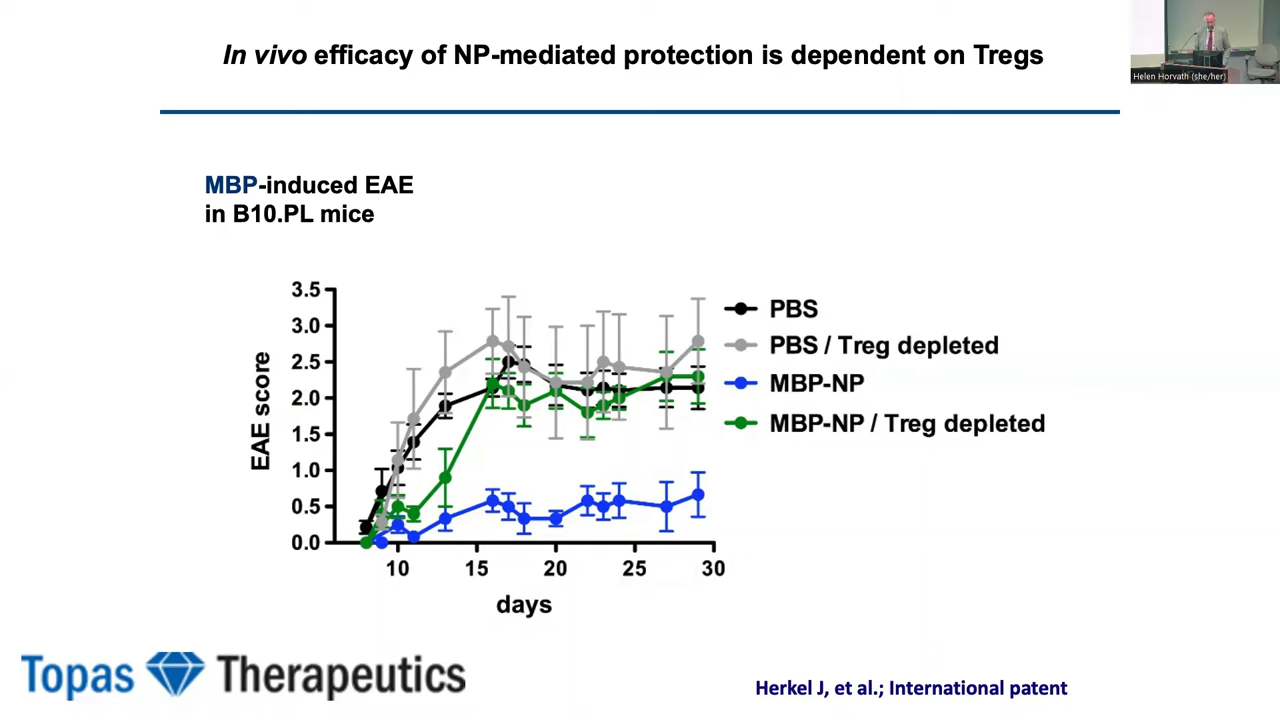 In vivo efficacy of NP-mediated protection is dependent on Tregs
Helen Horvath (she/her)
MBP-induced EAE
in B10.PL mice
3.5
3.0
2.5
2.0
1.5
1.0
0.5
0.0
EAE score
10 15 20 25 30
days
PBS
PBS / Treg depleted
MBP-NP
MBP-NP / Treg depleted
Topas Therapeutics
Herkel J, et al.; International patent